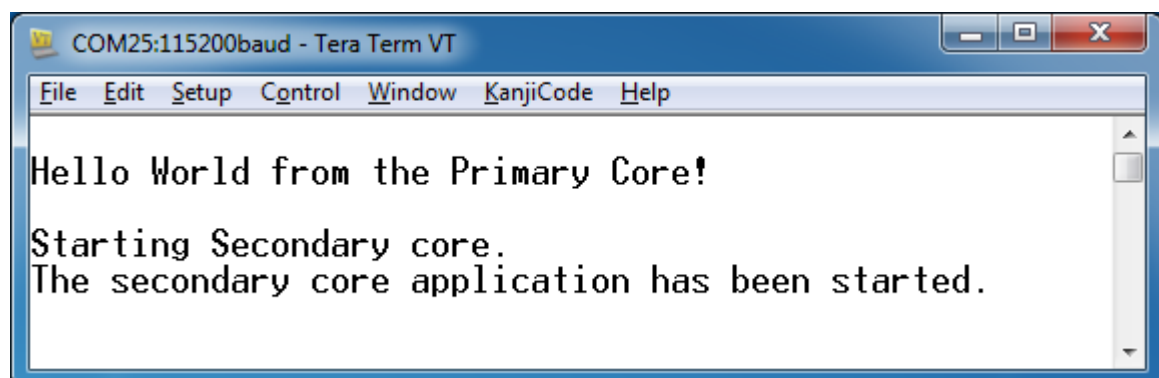 COM25:115200baud - Tera Term VT
File Edit Setup Control Window KanjiCode Help
Hello World from the Primary Core!
Starting Secondary core.
The secondary core application has been started.